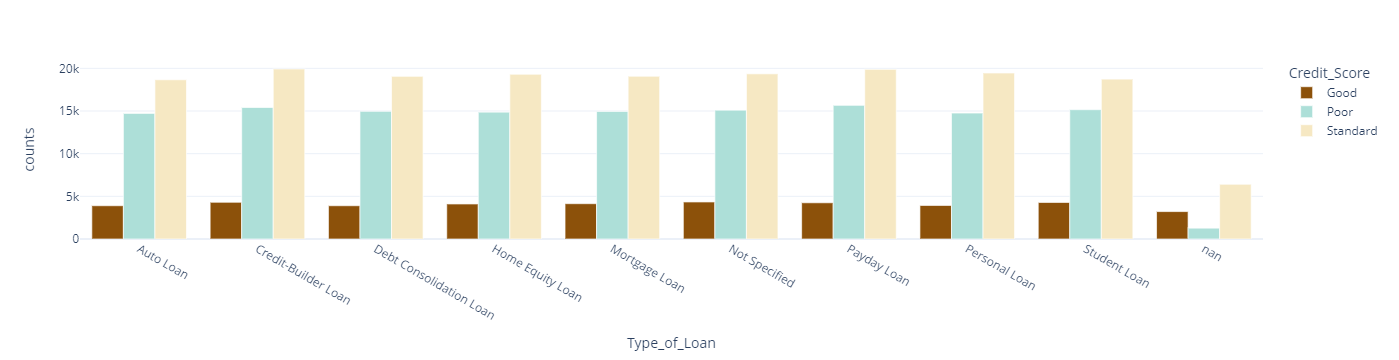 20k
15k
10k
5k
0
counts
Auto Loan
Credit-Builder Loan
Debt Consolidation Loan
Home Equity Loan
Mortgage Loan
Not Specified
Payday Loan
Personal Loan
Student Loan
nan
Type_of_Loan
Credit_Score
Good
Poor
Standard